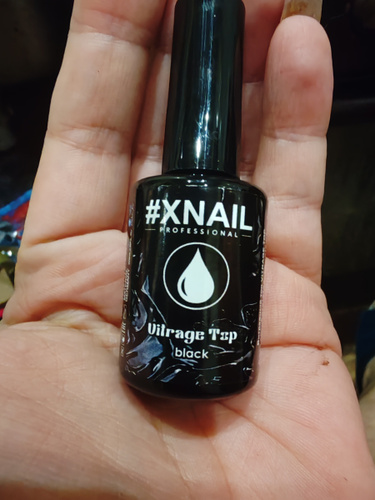 #XNAIL
PROFESSIONAL
Vitrage Top
black